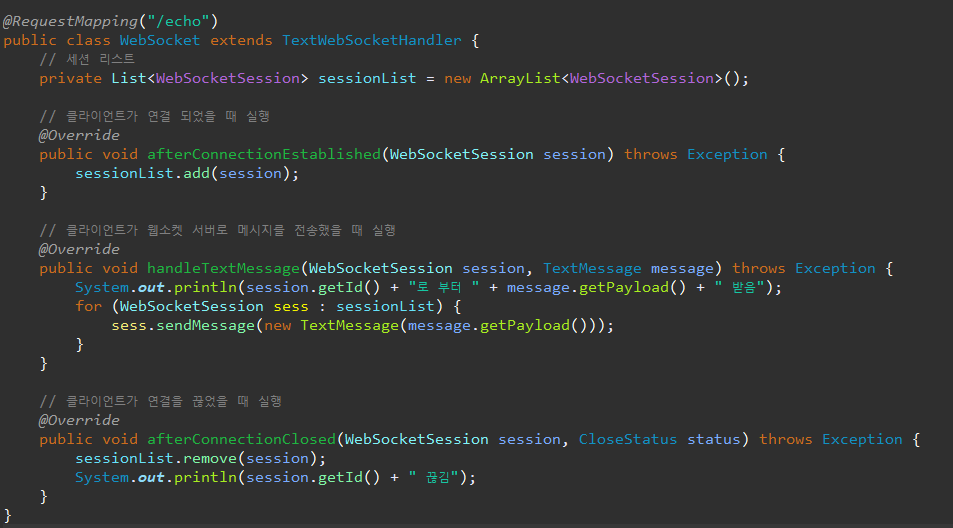 @RequestMapping("/echo")
public class WebSocket extends TextWebSocketHandler {
// 세션 리스트
private List<WebSocketSession> sessionList = new ArrayList<WebSocketSession>();
// 클라이언트가 연결 되었을 때 실행
@Override
public void afterConnectionEstablished(WebSocketSession session) throws Exception {
sessionList.add(session);
}
// 클라이언트가 웹소켓 서버로 메시지를 전송했을 때 실행
@Override
public void handleTextMessage(WebSocketSession session, TextMessage message) throws Exception {
System.out.println(session.getId() + "로 부터 " + message.getPayload() + " 받음");
for (WebSocketSession sess : sessionList) {
sess.sendMessage(new TextMessage(message.getPayload()));
}
}
// 클라이언트가 연결을 끊었을 때 실행
@Override
public void afterConnectionClosed(WebSocketSession session, CloseStatus status) throws Exception {
sessionList.remove(session);
System.out.println(session.getId() + " 끊김");
}
}